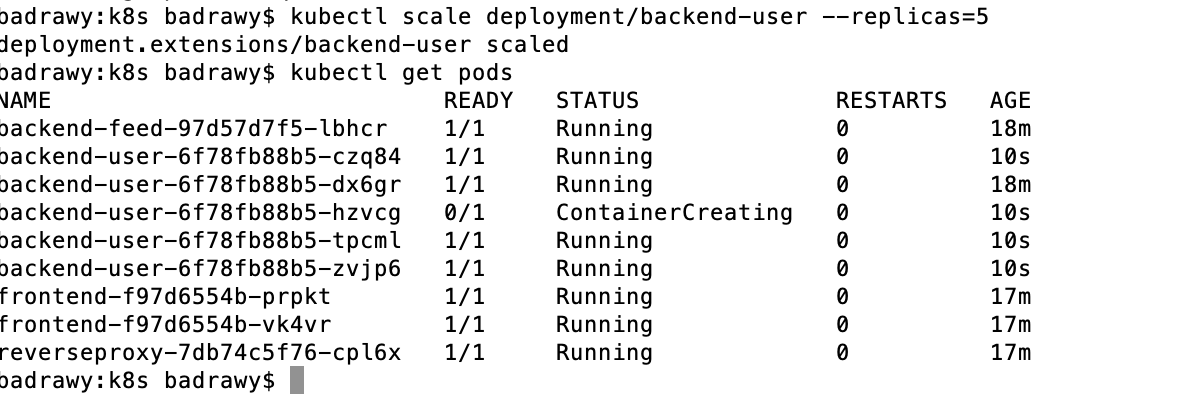 badrawy:k8s badrawy$ kubectl scale deployment/backend-user --replicas=5
deployment.extensions/backend-user scaled
badrawy:k8s badrawy$ kubectl get pods
NAME READY STATUS RESTARTS AGE
backend-feed-97d57d7f5-lbhcr 1/1 Running 0 18m
backend-user-6f78fb88b5-czq84 1/1 Running 0 10s
backend-user-6f78fb88b5-dx6gr 1/1 Running 0 18m
backend-user-6f78fb88b5-hzvcg 0/1 ContainerCreating 0 10s
backend-user-6f78fb88b5-tpcml 1/1 Running 0 10s
backend-user-6f78fb88b5-zvjp6 1/1 Running 0 10s
frontend-f97d6554b-prpkt 1/1 Running 0 17m
frontend-f97d6554b-vk4vr 1/1 Running 0 17m
reverseproxy-7db74c5f76-cpl6x 1/1 Running 0 17m
badrawy:k8s badrawy$